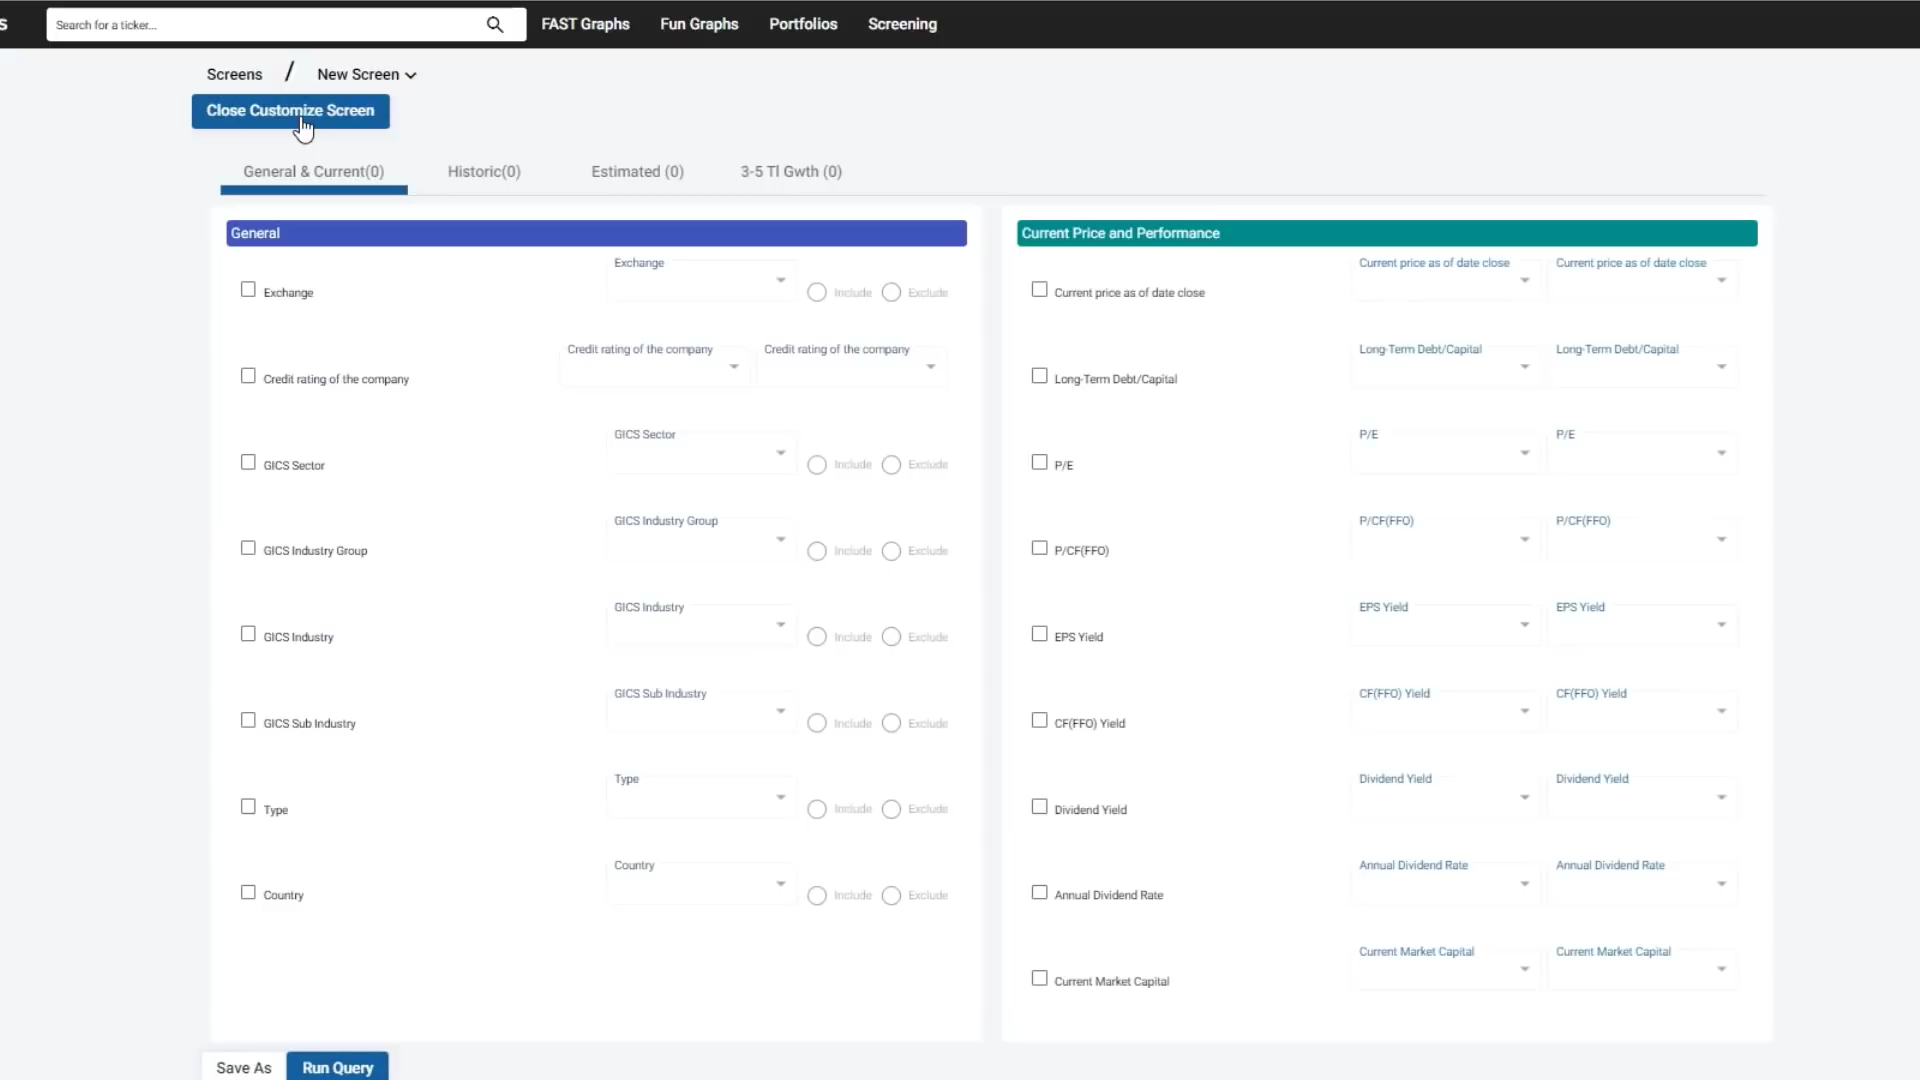 s
Search for a ticker...
FAST Graphs
Fun Graphs
Portfolios
Screening
Screens / New Screen
Close Customize Screen
General & Current(0)
Historic(0)
Estimated (0)
3-5 Tl Gwth (0)
General
Exchange
Exchange
Include
Exclude
Credit rating of the company
Credit rating of the company
Credit rating of the company
GICS Sector
GICS Sector
Include
Exclude
GICS Industry Group
GICS Industry Group
Include
Exclude
GICS Industry
GICS Industry
Include
Exclude
GICS Sub Industry
GICS Sub Industry
Include
Exclude
Type
Type
Include
Exclude
Country
Country
Include
Exclude
Current Price and Performance
Current price as of date close
Current price as of date close
Current price as of date close
Long-Term Debt/Capital
Long-Term Debt/Capital
Long-Term Debt/Capital
P/E
P/E
P/E
P/CF(FFO)
P/CF(FFO)
P/CF(FFO)
EPS Yield
EPS Yield
EPS Yield
CF(FFO) Yield
CF(FFO) Yield
CF(FFO) Yield
Dividend Yield
Dividend Yield
Dividend Yield
Annual Dividend Rate
Annual Dividend Rate
Annual Dividend Rate
Current Market Capital
Current Market Capital
Current Market Capital
Save As
Run Query